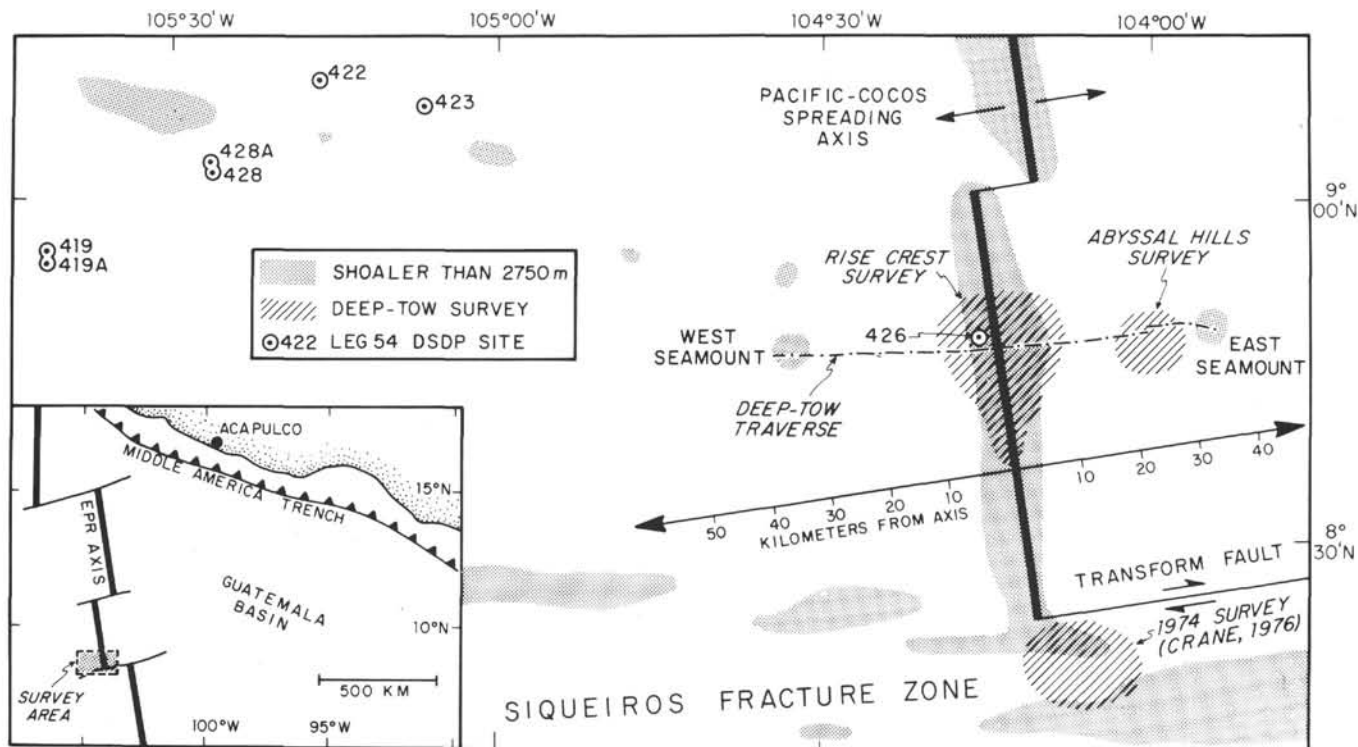 105°30'W
105°00'W
104°30'W
104°00'W
422
423
428A
428
419
419A
PACIFIC-COCOS
SPREADING
AXIS
9°
00'N
SHOALER THAN 2750 m
DEEP-TOW SURVEY
422 LEG 54 DSDP SITE
RISE CREST
SURVEY
ABYSSAL HILLS
SURVEY
426
WEST
SEAMOUNT
EAST
SEAMOUNT
DEEP-TOW
TRAVERSE
50 40 30 20 10 10 20 30 40
KILOMETERS FROM AXIS
8°
30'N
TRANSFORM FAULT
1974 SURVEY
(CRANE, 1976)
SIQUEIROS FRACTURE ZONE
ACAPULCO
MIDDLE AMERICA TRENCH
15°N
EPR AXIS
GUATEMALA
BASIN
10°N
SURVEY
AREA
500 KM
100°W
95°W